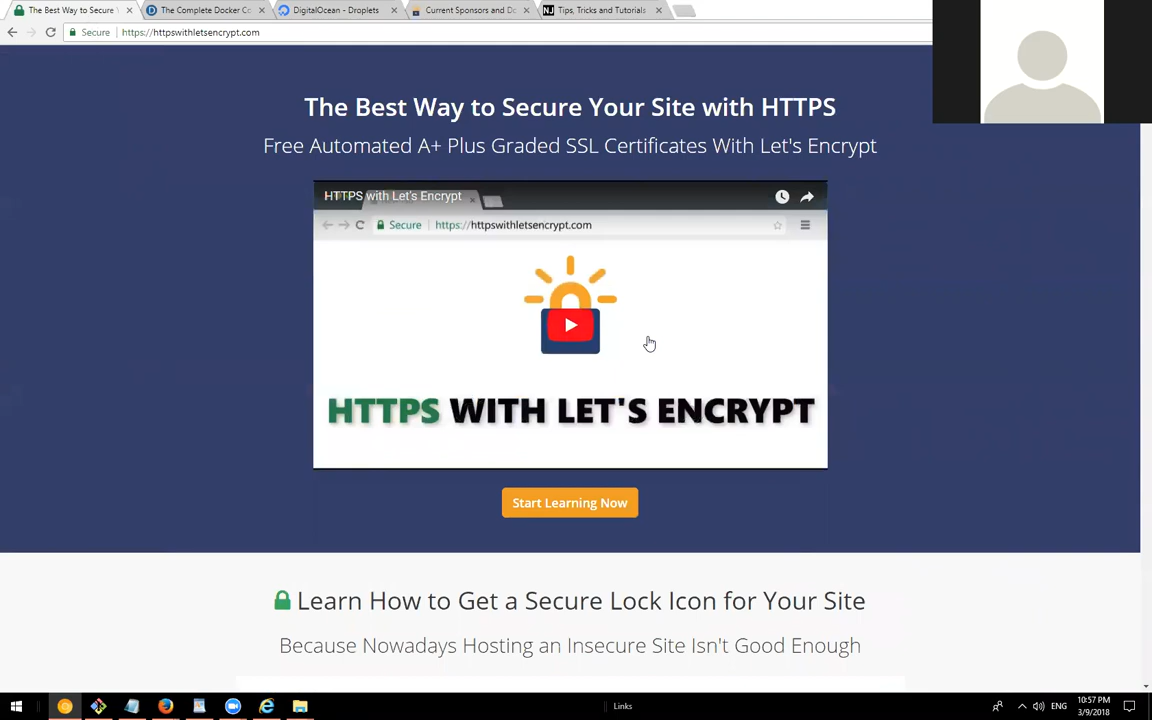 The Best Way to Secure Y
The Complete Docker Co
DigitalOcean - Droplets
Current Sponsors and Do
NJ Tips, Tricks and Tutorials
Secure https://httpswithletsencrypt.com
The Best Way to Secure Your Site with HTTPS
Free Automated A+ Plus Graded SSL Certificates With Let's Encrypt
HTTPS with Let's Encrypt
Secure https://httpswithletsencrypt.com
HTTPS WITH LET'S ENCRYPT
Start Learning Now
Learn How to Get a Secure Lock Icon for Your Site
Because Nowadays Hosting an Insecure Site Isn't Good Enough
Links
ENG
10:57 PM
3/9/2018